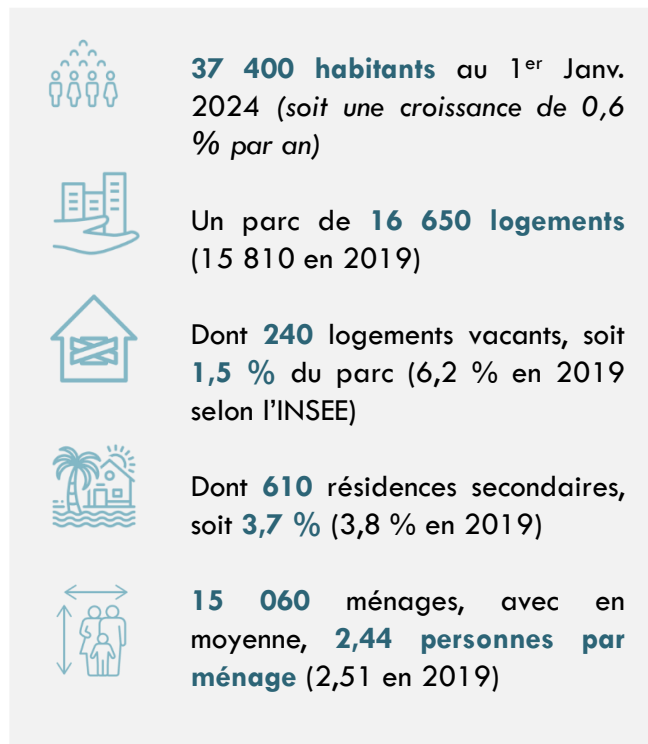 37 400 habitants au 1er Janv.
2024 (soit une croissance de 0,6
% par an)
Un parc de 16 650 logements
(15 810 en 2019)
Dont 240 logements vacants, soit
1,5 % du parc (6,2 % en 2019
selon l'INSEE)
Dont 610 résidences secondaires,
soit 3,7 % (3,8 % en 2019)
15 060 ménages, avec en
moyenne, 2,44 personnes par
ménage (2,51 en 2019)